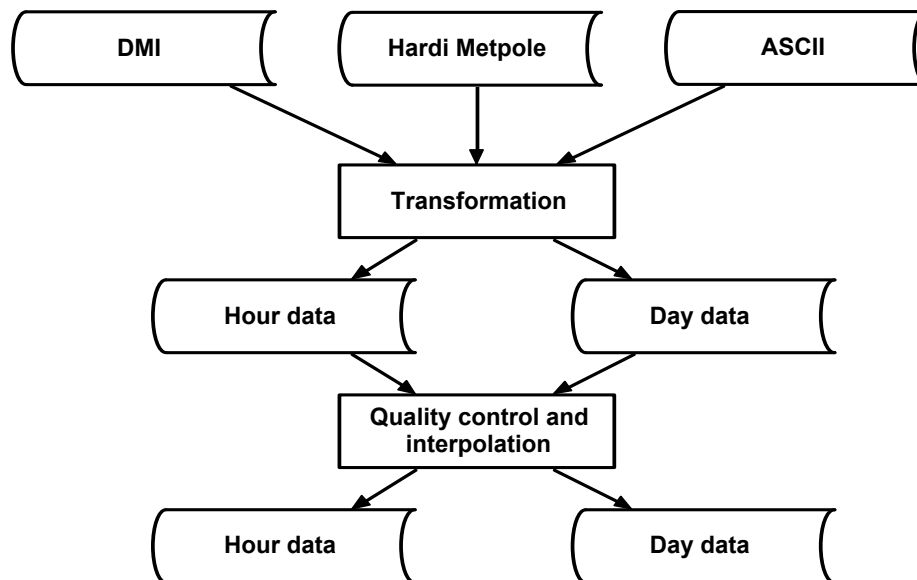 DMI
Hardi Metpole
ASCII
Transformation
Hour data
Day data
Quality control and
interpolation
Hour data
Day data